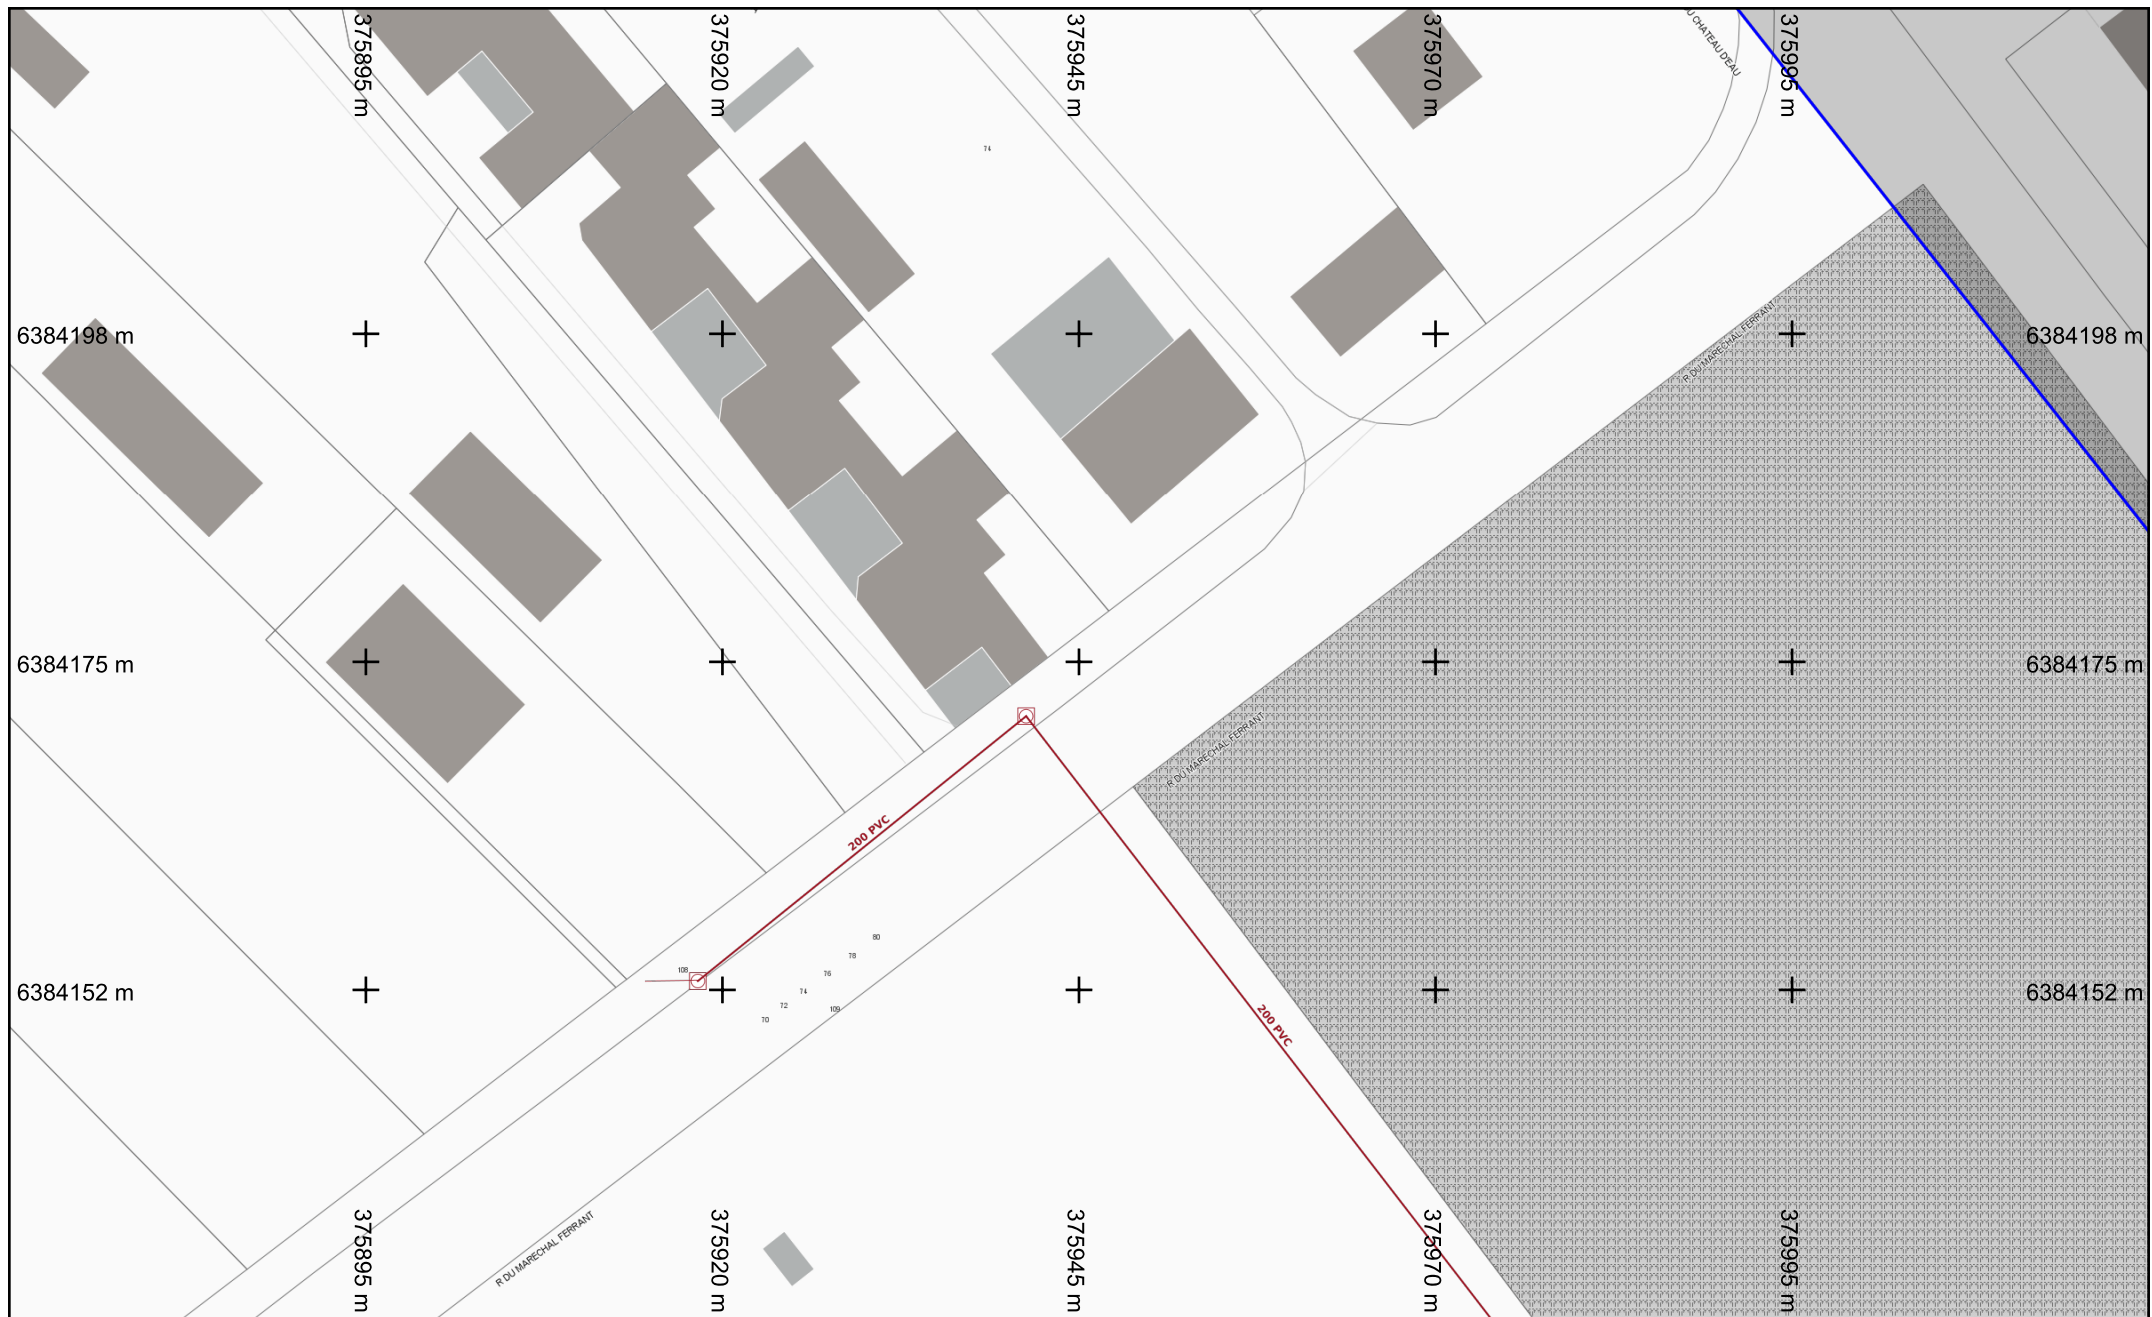 375895 m
375920 m
375945 m
375970 m
375995 m
U CHATEAU D'EAU
74
6384198 m
6384198 m
R DU MARECHAL FERRANT
6384175 m
6384175 m
R DU MARECHAL FERRANT
200 PVC
80
78
108
76
74
72
109
70
6384152 m
6384152 m
200 PVC
R DU MARECHAL FERRANT
375895 m
375920 m
375945 m
375970 m
375995 m